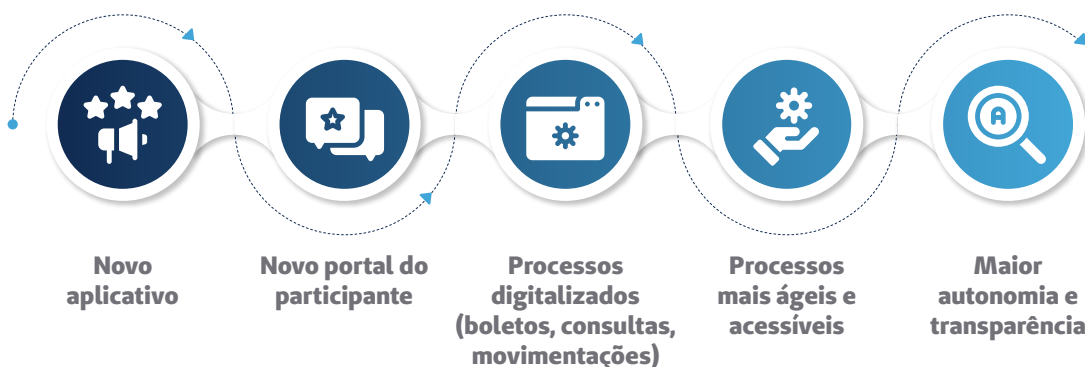 A
Novo
aplicativo
Novo portal do
participante
Processos
digitalizados
(boletos, consultas,
movimentações)
Processos
mais ágeis e
acessíveis
Maior
autonomia e
transparência